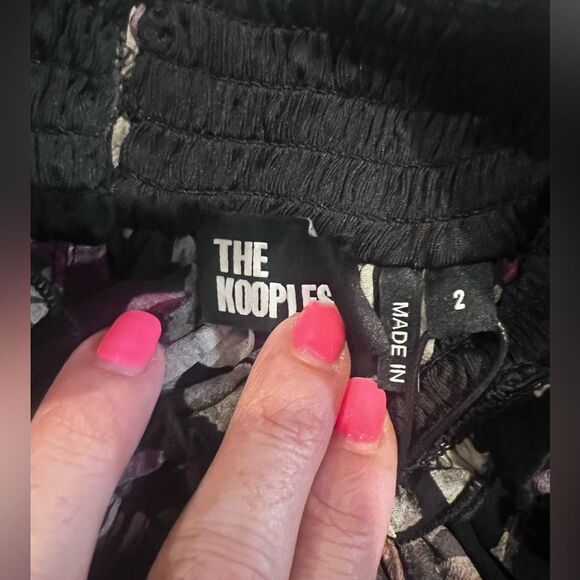 THE
KOOPLES
MADE IN
2